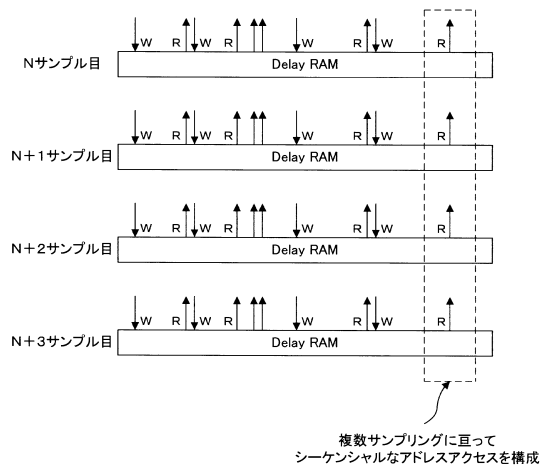 W R W R W R W R
Nサンプル目 Delay RAM
W R W R W R W R
N+1サンプル目 Delay RAM
W R W R W R W R
N+2サンプル目 Delay RAM
W R W R W R W R
N+3サンプル目 Delay RAM
複数サンプリングに亘って
シーケンシャルなアドレスアクセスを構成